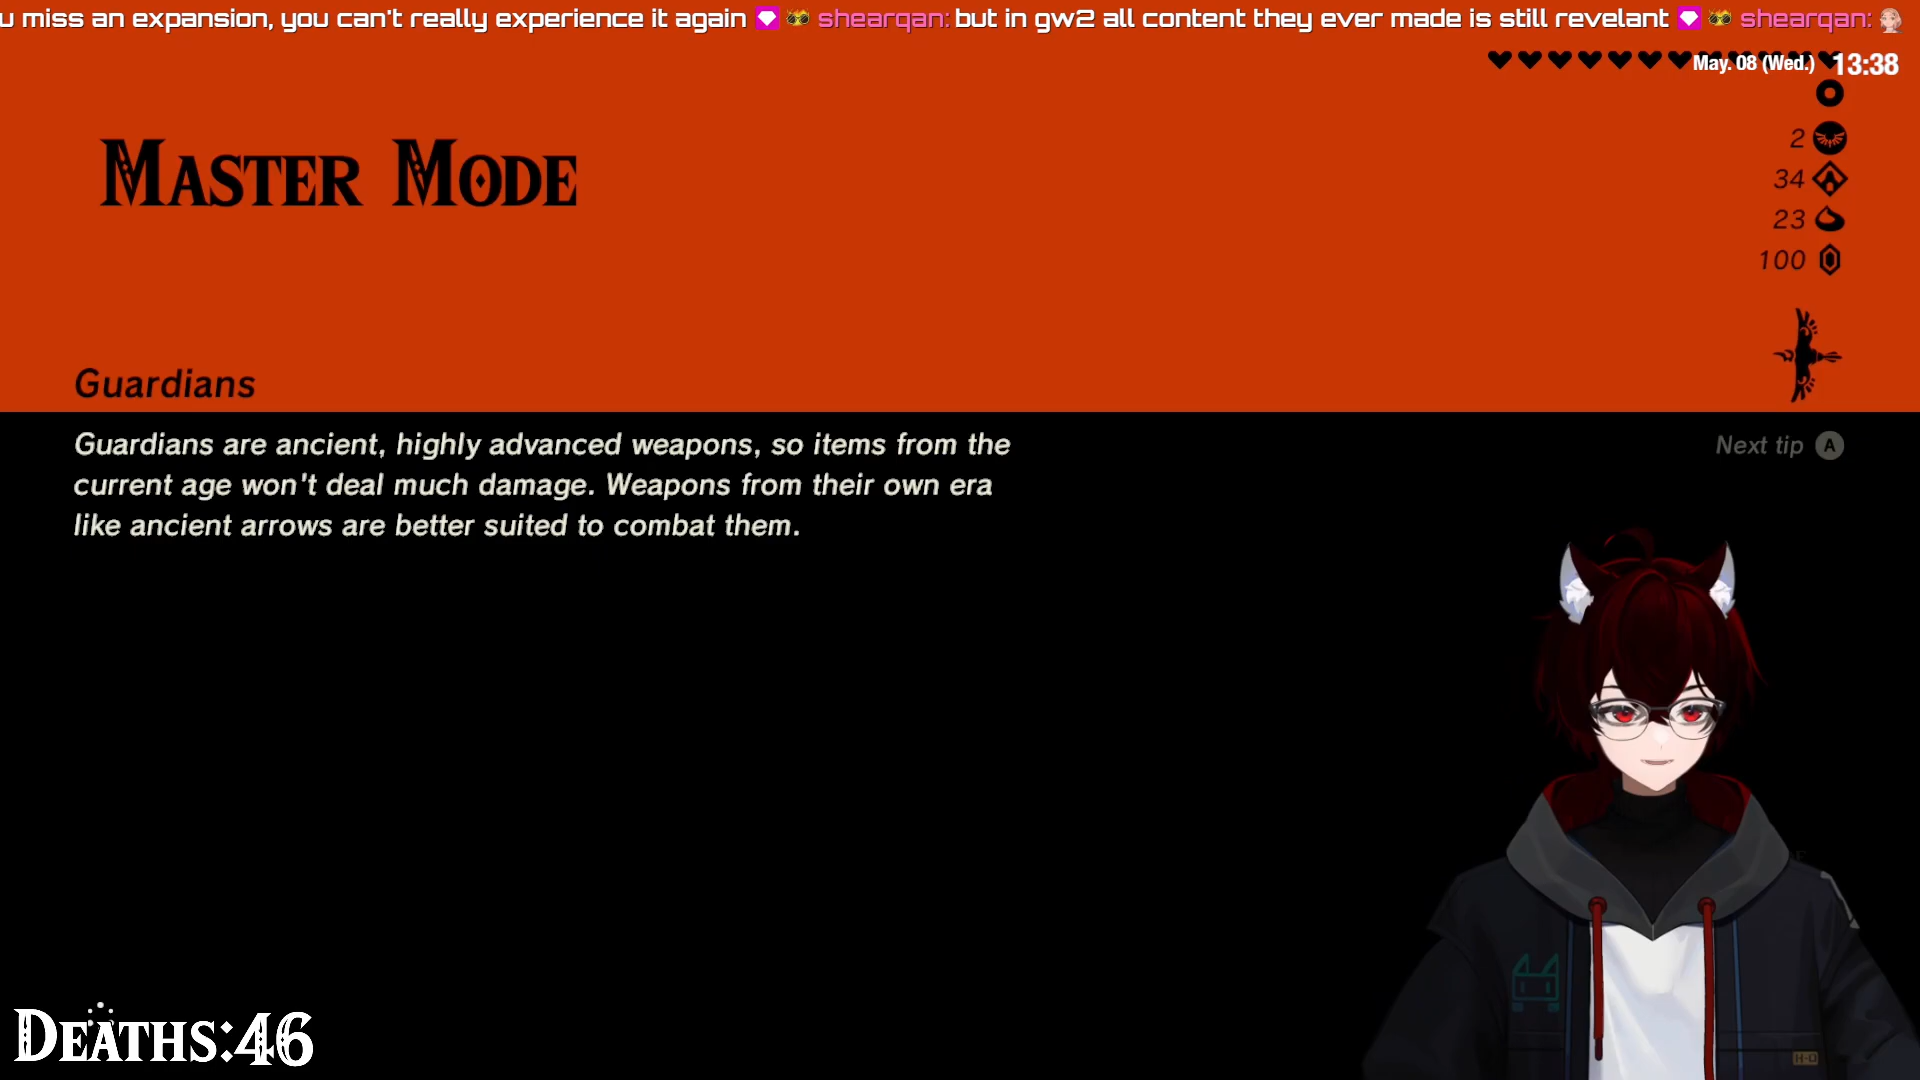 u miss an expansion, you can't really experience it again shearqan: but in gw2 all content they ever made is still revelant shearqan:
May. 08 (Wed.) 13:38
MASTER MODE
2
34
23
100
Guardians
Guardians are ancient, highly advanced weapons, so items from the
current age won't deal much damage. Weapons from their own era
like ancient arrows are better suited to combat them.
Next tip A
DEATHS:46